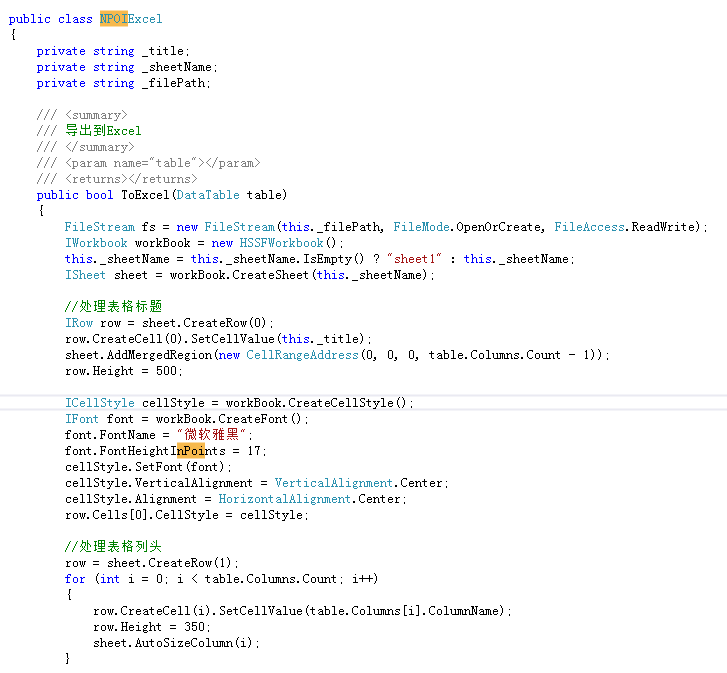 public class NPOIExcel
{
    private string _title;
    private string _sheetName;
    private string _filePath;

    /// <summary>
    /// 导出到Excel
    /// </summary>
    /// <param name="table"></param>
    /// <returns></returns>
    public bool ToExcel(DataTable table)
    {
        FileStream fs = new FileStream(this._filePath, FileMode.OpenOrCreate, FileAccess.ReadWrite);
        IWorkbook workBook = new HSSFWorkbook();
        this._sheetName = this._sheetName.IsEmpty() ? "sheet1" : this._sheetName;
        ISheet sheet = workBook.CreateSheet(this._sheetName);

        //处理表格标题
        IRow row = sheet.CreateRow(0);
        row.CreateCell(0).SetCellValue(this._title);
        sheet.AddMergedRegion(new CellRangeAddress(0, 0, 0, table.Columns.Count - 1));
        row.Height = 500;

        ICellStyle cellStyle = workBook.CreateCellStyle();
        IFont font = workBook.CreateFont();
        font.FontName = "微软雅黑";
        font.FontHeightInPoints = 17;
        cellStyle.SetFont(font);
        cellStyle.VerticalAlignment = VerticalAlignment.Center;
        cellStyle.Alignment = HorizontalAlignment.Center;
        row.Cells[0].CellStyle = cellStyle;

        //处理表格列头
        row = sheet.CreateRow(1);
        for (int i = 0; i < table.Columns.Count; i++)
        {
            row.CreateCell(i).SetCellValue(table.Columns[i].ColumnName);
            row.Height = 350;
            sheet.AutoSizeColumn(i);
        }